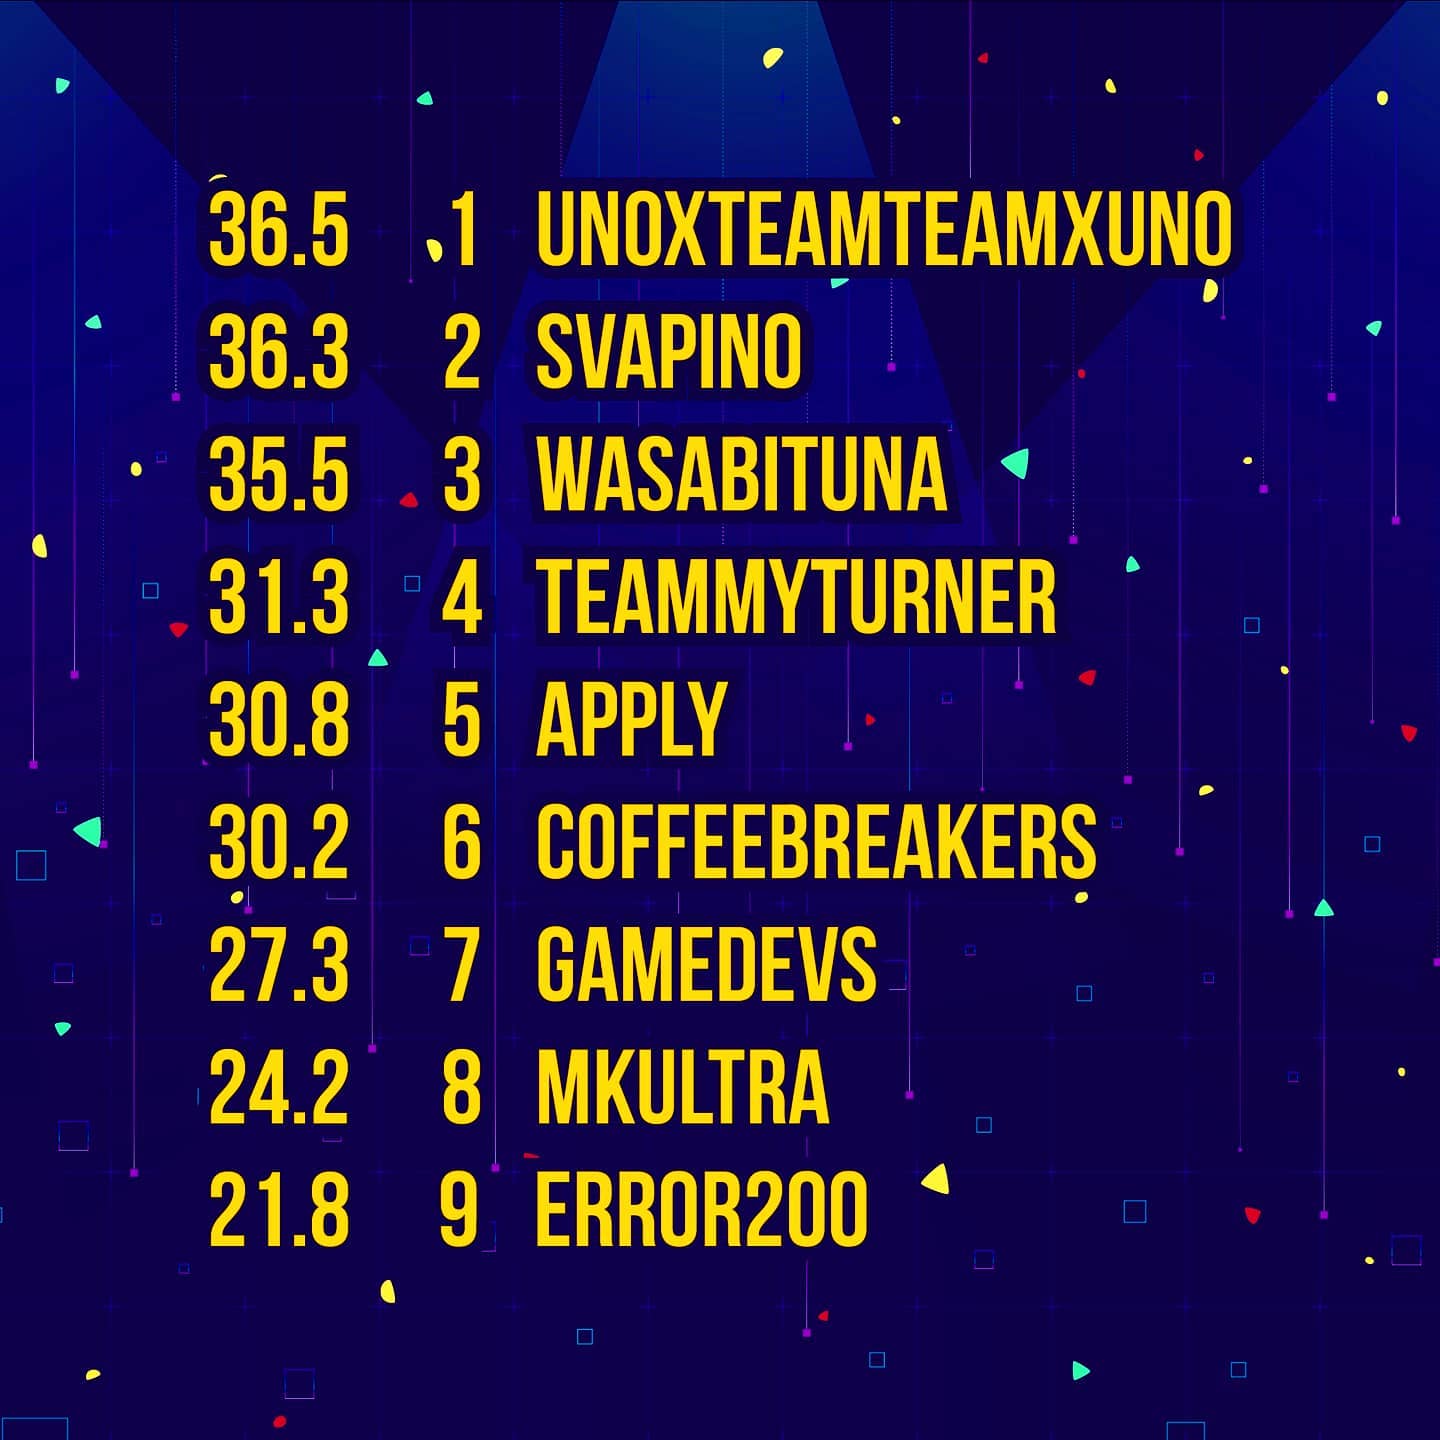 36.5 1 UNOXTEAMTEAMXUNO
36.3 2 SVAPINO
35.5 3 WASABITUNA
31.3 4 TEAMMYTURNER
30.8 5 APPLY
30.2 6 COFFEEBREAKERS
27.3 7 GAMEDEVS
24.2 8 MKULTRA
21.8 9 ERROR200